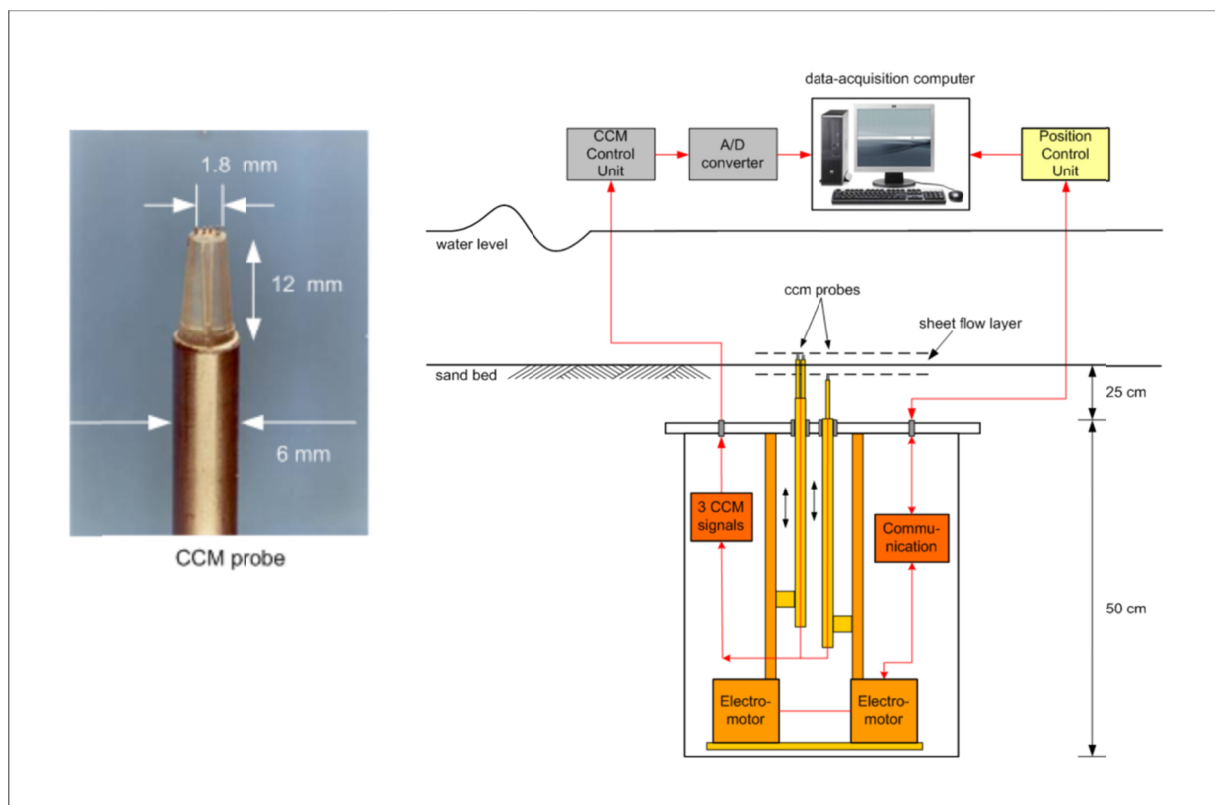 data-acquisition computer
CCM
Control
Unit
A/D
converter
Position
Control
Unit
1.8 mm
12 mm
6 mm
CCM probe
water level
ccm probes
sheet flow layer
sand bed
25 cm
3 CCM
signals
Commu-
nication
50 cm
Electro-
motor
Electro-
motor